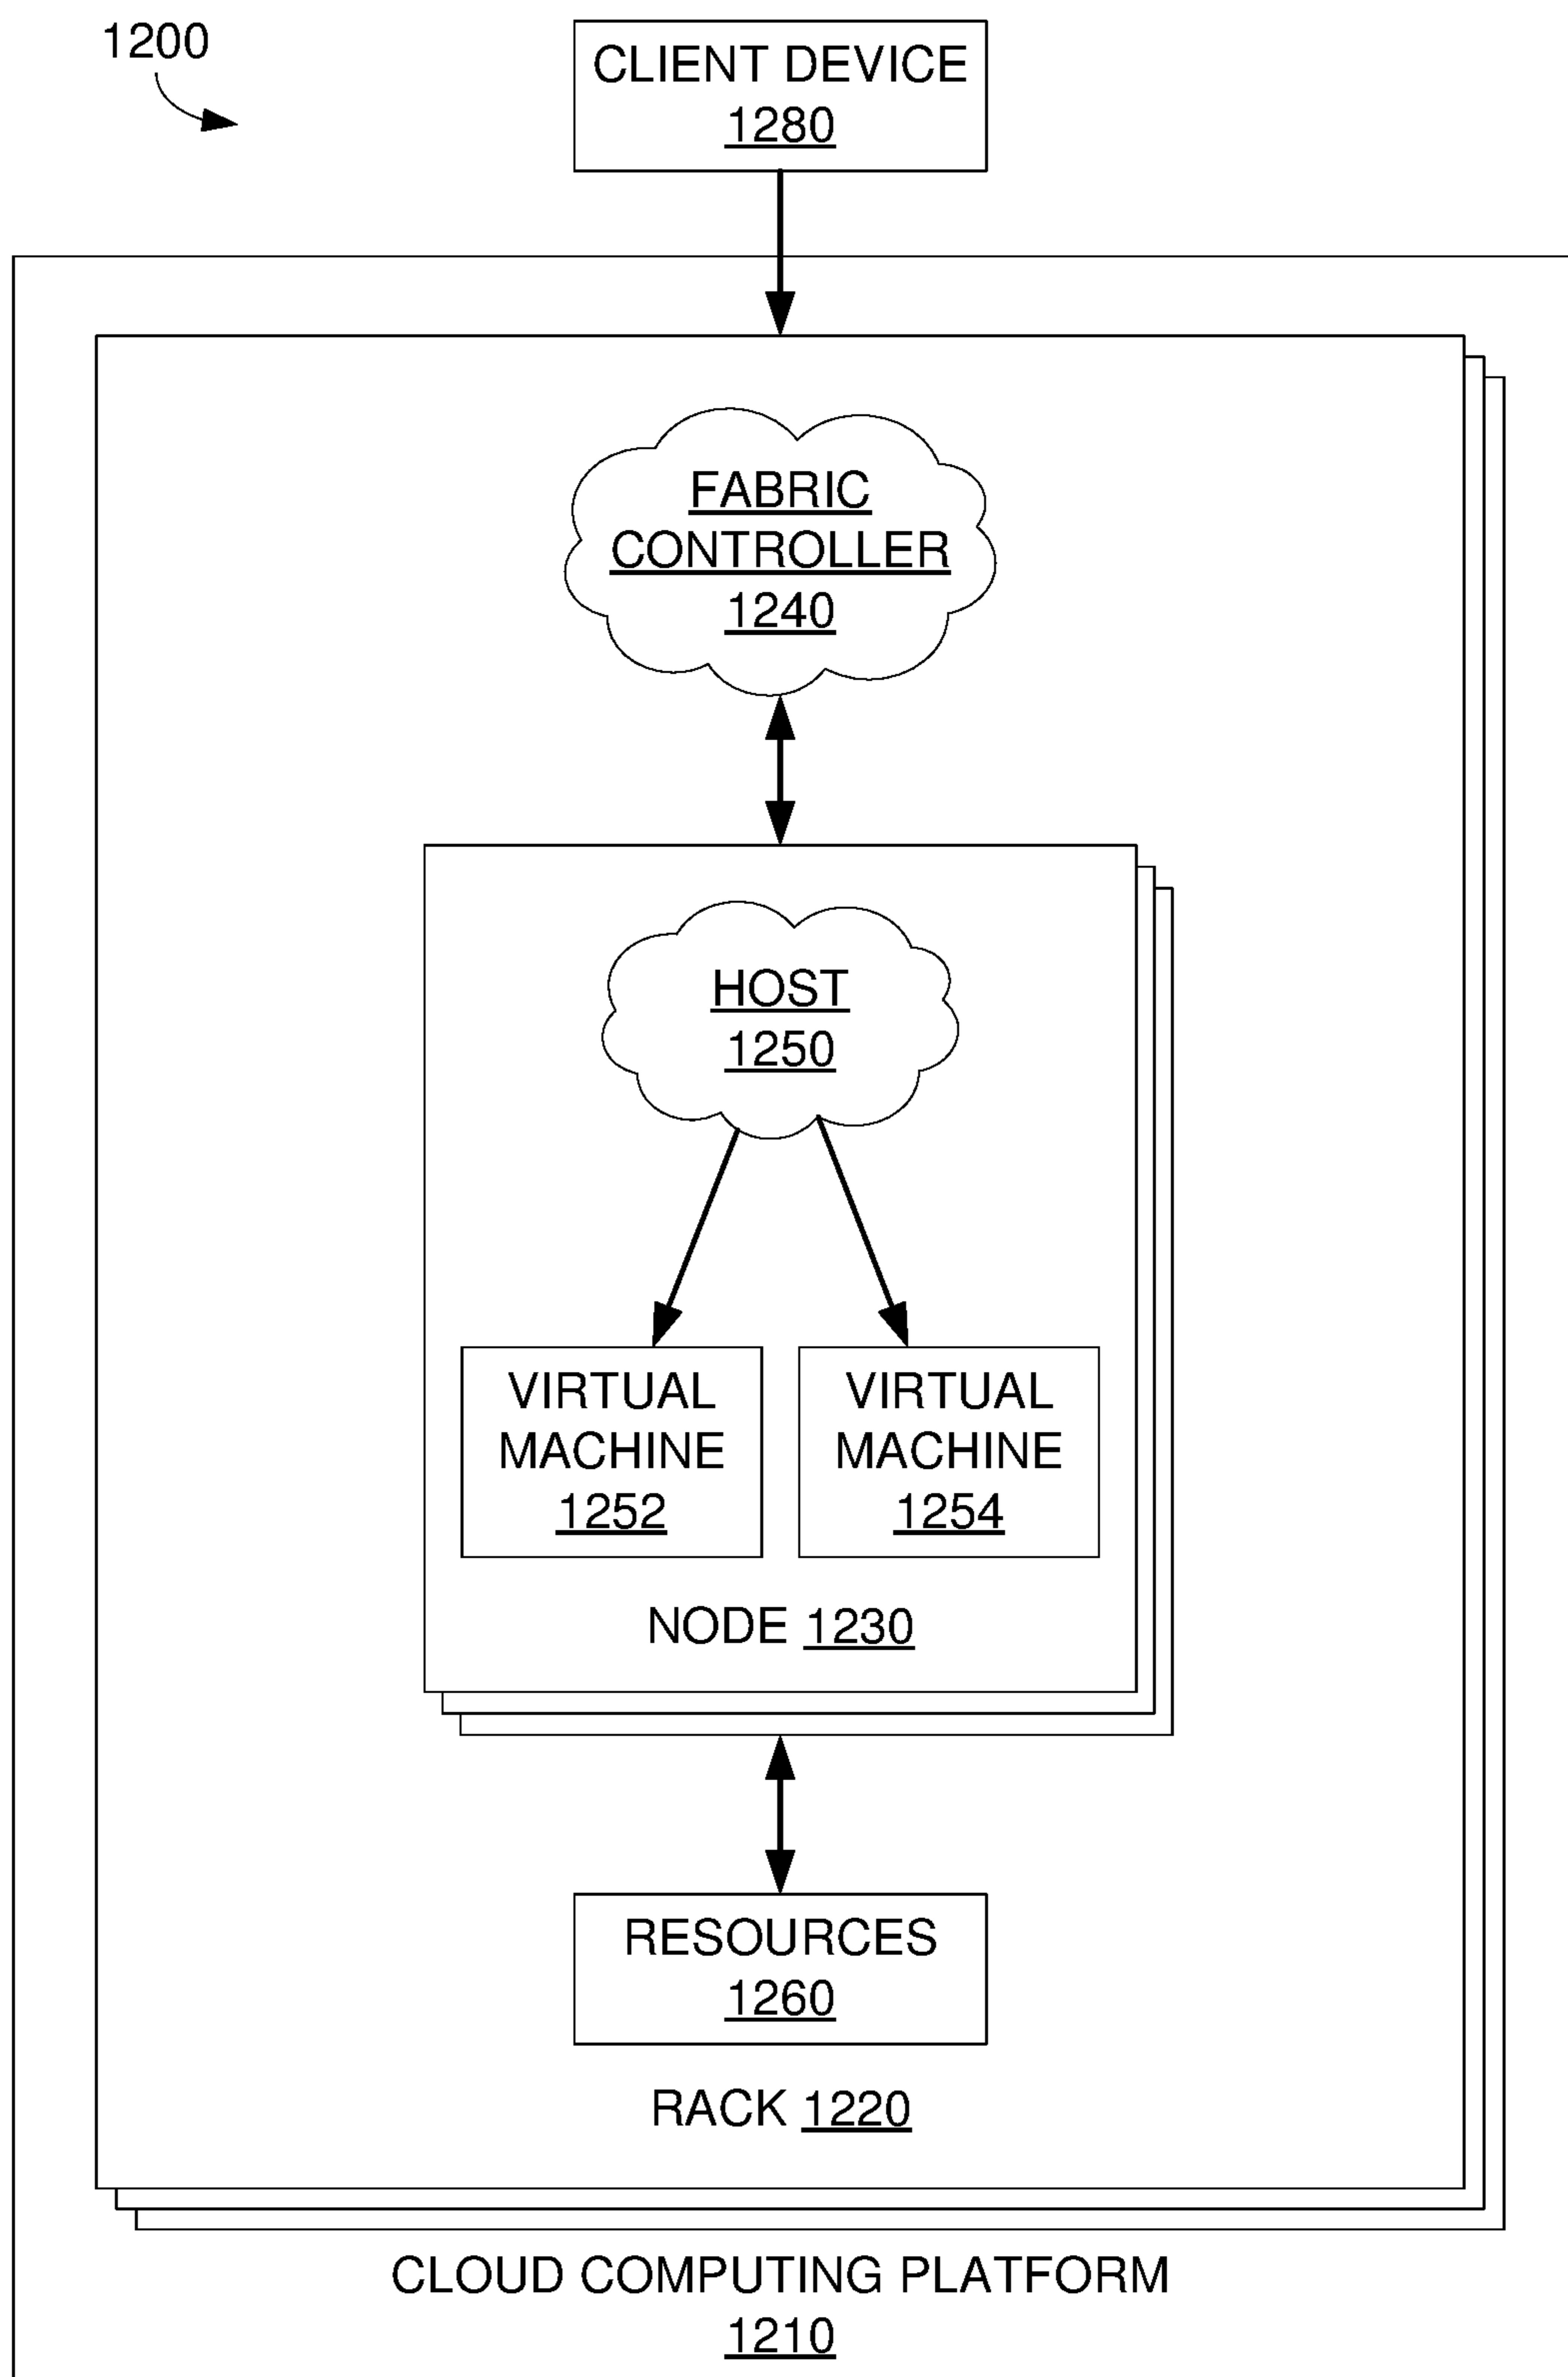 1200
CLIENT DEVICE
1280
FABRIC
CONTROLLER
1240
HOST
1250
VIRTUAL
MACHINE
1252
VIRTUAL
MACHINE
1254
NODE 1230
RESOURCES
1260
RACK 1220
CLOUD COMPUTING PLATFORM
1210